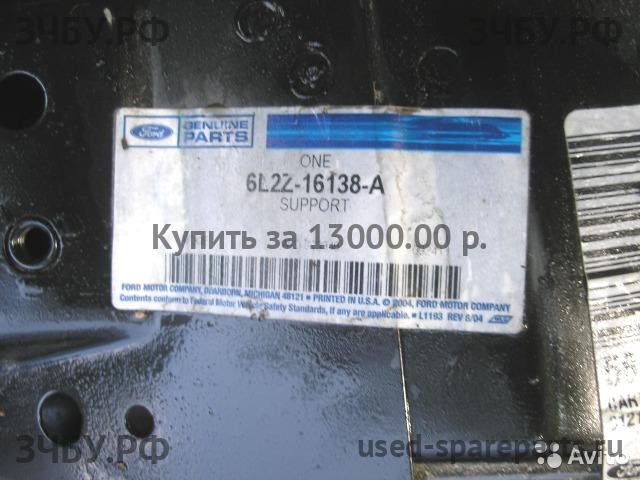 ЗЧБУ.РФ
ЗЧБУ.РФ
Ford
GENUINE PARTS
ONE
6L2Z-16138-A
SUPPORT
Купить за 13000.00 р.
FORD MOTOR COMPANY, DEARBORN, MICHIGAN 48121 ■ PRINTED IN U.S.A. © 2004, FORD MOTOR COMPANY
Contents conform to Federal Motor Vehicle Safety Standards, if any are applicable. ■ L1193 REV 8/04
ЗЧБУ.РФ
used-spareparts.ru
Avito